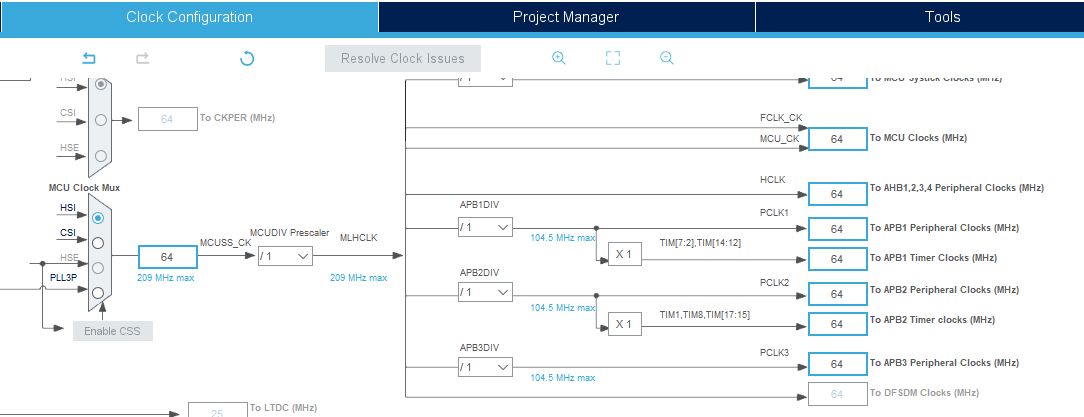 Clock Configuration
Project Manager
Tools
Resolve Clock Issues
HSI
/ 1
64
To MCU Systick Clocks (MHz)
CSI
64
To CKPER (MHz)
HSE
FCLK_CK
MCU_CK
64
To MCU Clocks (MHz)
MCU Clock Mux
HSI
CSI
HSE
PLL3P
Enable CSS
64
209 MHz max
MCUSS_CK
MCUDIV Prescaler
/ 1
MLHCLK
209 MHz max
HCLK
64
To AHB1,2,3,4 Peripheral Clocks (MHz)
APB1DIV
/ 1
104.5 MHz max
PCLK1
64
To APB1 Peripheral Clocks (MHz)
X 1
TIM[7:2],TIM[14:12]
64
To APB1 Timer Clocks (MHz)
APB2DIV
/ 1
104.5 MHz max
PCLK2
64
To APB2 Peripheral Clocks (MHz)
X 1
TIM1,TIM8,TIM[17:15]
64
To APB2 Timer clocks (MHz)
APB3DIV
/ 1
104.5 MHz max
PCLK3
64
To APB3 Peripheral Clocks (MHz)
64
To DFSDM Clocks (MHz)
25
To LTDC (MHz)